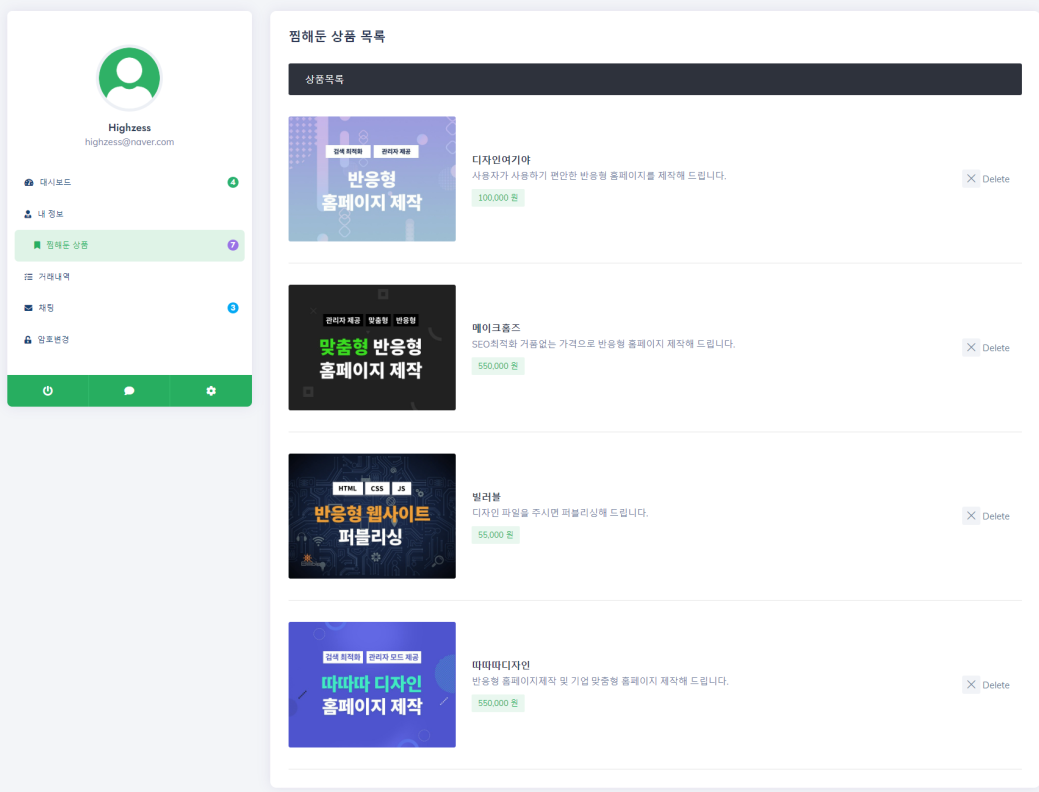 Highzess
highzess@naver.com
대시보드 4
내 정보
찜해둔 상품 7
거래내역
채팅 3
암호변경
찜해둔 상품 목록
상품목록
검색 최적화 관리자 제공
반응형
홈페이지 제작
디자인여기야
사용자가 사용하기 편안한 반응형 홈페이지를 제작해 드립니다.
100,000 원
Delete
관리자 제공 맞춤형 반응형
맞춤형 반응형
홈페이지 제작
메이크홈즈
SEO최적화 거품없는 가격으로 반응형 홈페이지 제작해 드립니다.
550,000 원
Delete
HTML CSS JS
반응형 웹사이트
퍼블리싱
빌러블
디자인 파일을 주시면 퍼블리싱해 드립니다.
55,000 원
Delete
검색 최적화 관리자 모드 제공
따따따 디자인
홈페이지 제작
따따따디자인
반응형 홈페이지제작 및 기업 맞춤형 홈페이지 제작해 드립니다.
550,000 원
Delete